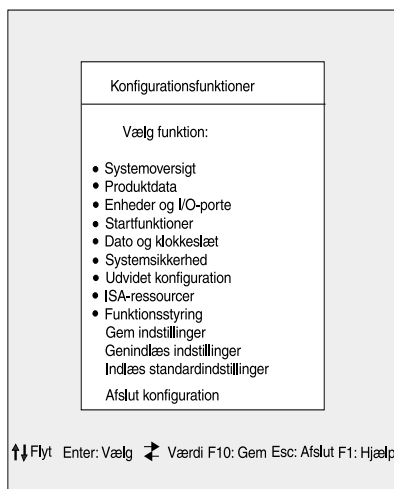 Konfigurationsfunktioner
Vælg funktion:
• Systemoversigt
• Produktdata
• Enheder og I/O-porte
• Startfunktioner
• Dato og klokkeslæt
• Systemsikkerhed
• Udvidet konfiguration
• ISA-ressourcer
• Funktionsstyring
Gem indstillinger
Genindlæs indstillinger
Indlæs standardindstillinger
Afslut konfiguration
↑↓ Flyt Enter: Vælg ⇄ Værdi F10: Gem Esc: Afslut F1: Hjælp